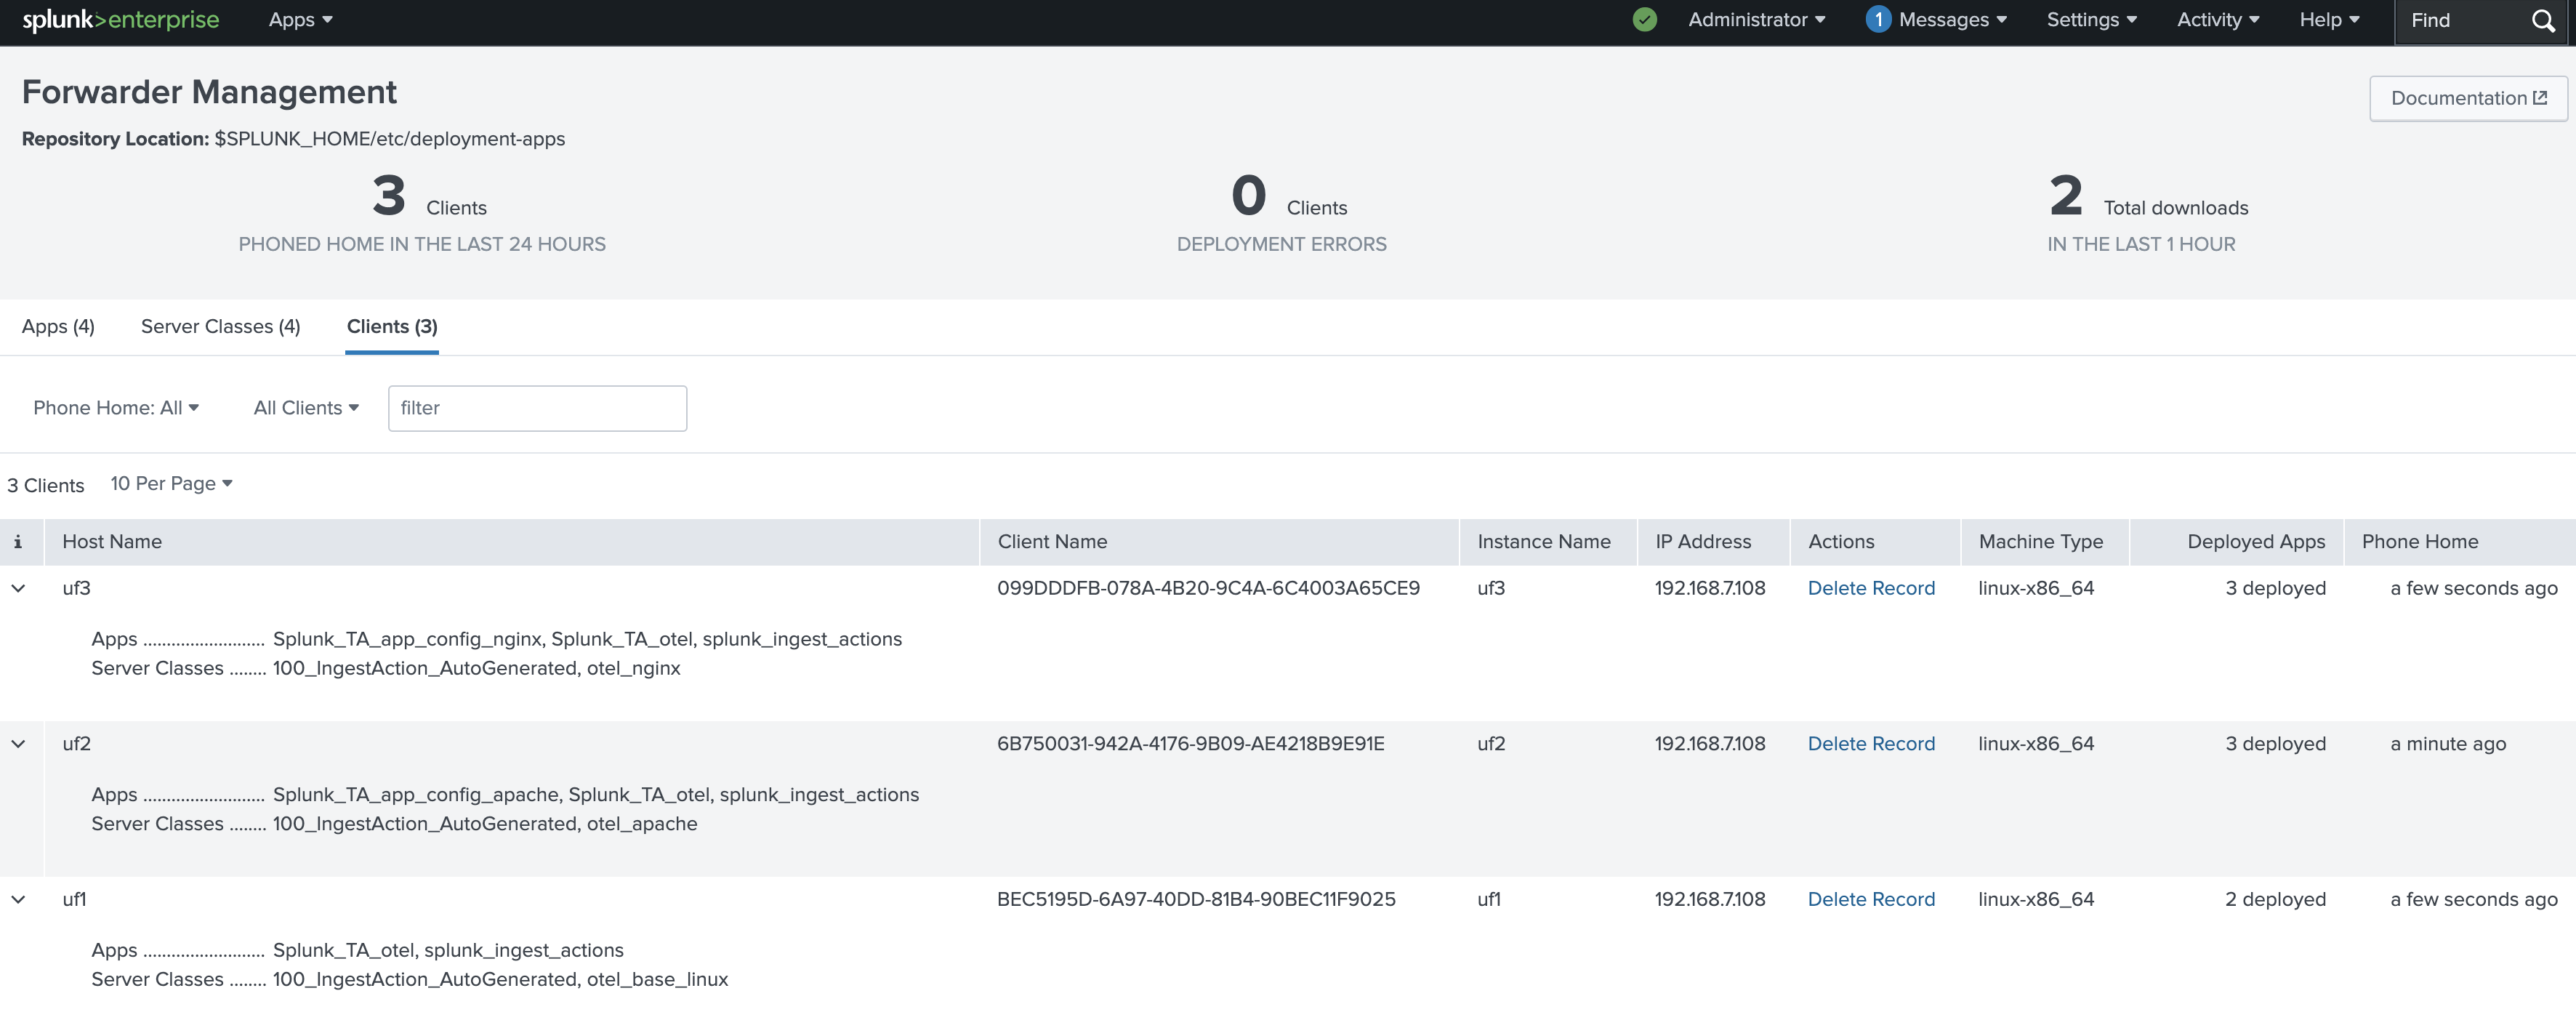 splunk>enterprise Apps Administrator 1 Messages Settings Activity Help Find
Forwarder Management
Documentation
Repository Location: $SPLUNK_HOME/etc/deployment-apps
3 Clients 0 Clients 2 Total downloads
PHONED HOME IN THE LAST 24 HOURS DEPLOYMENT ERRORS IN THE LAST 1 HOUR
Apps (4) Server Classes (4) Clients (3)
Phone Home: All All Clients filter
3 Clients 10 Per Page
i Host Name Client Name Instance Name IP Address Actions Machine Type Deployed Apps Phone Home
uf3 099DDDFB-078A-4B20-9C4A-6C4003A65CE9 uf3 192.168.7.108 Delete Record linux-x86_64 3 deployed a few seconds ago
Apps .......................... Splunk_TA_app_config_nginx, Splunk_TA_otel, splunk_ingest_actions
Server Classes ........ 100_IngestAction_AutoGenerated, otel_nginx
uf2 6B750031-942A-4176-9B09-AE4218B9E91E uf2 192.168.7.108 Delete Record linux-x86_64 3 deployed a minute ago
Apps .......................... Splunk_TA_app_config_apache, Splunk_TA_otel, splunk_ingest_actions
Server Classes ........ 100_IngestAction_AutoGenerated, otel_apache
uf1 BEC5195D-6A97-40DD-81B4-90BEC11F9025 uf1 192.168.7.108 Delete Record linux-x86_64 2 deployed a few seconds ago
Apps .......................... Splunk_TA_otel, splunk_ingest_actions
Server Classes ........ 100_IngestAction_AutoGenerated, otel_base_linux